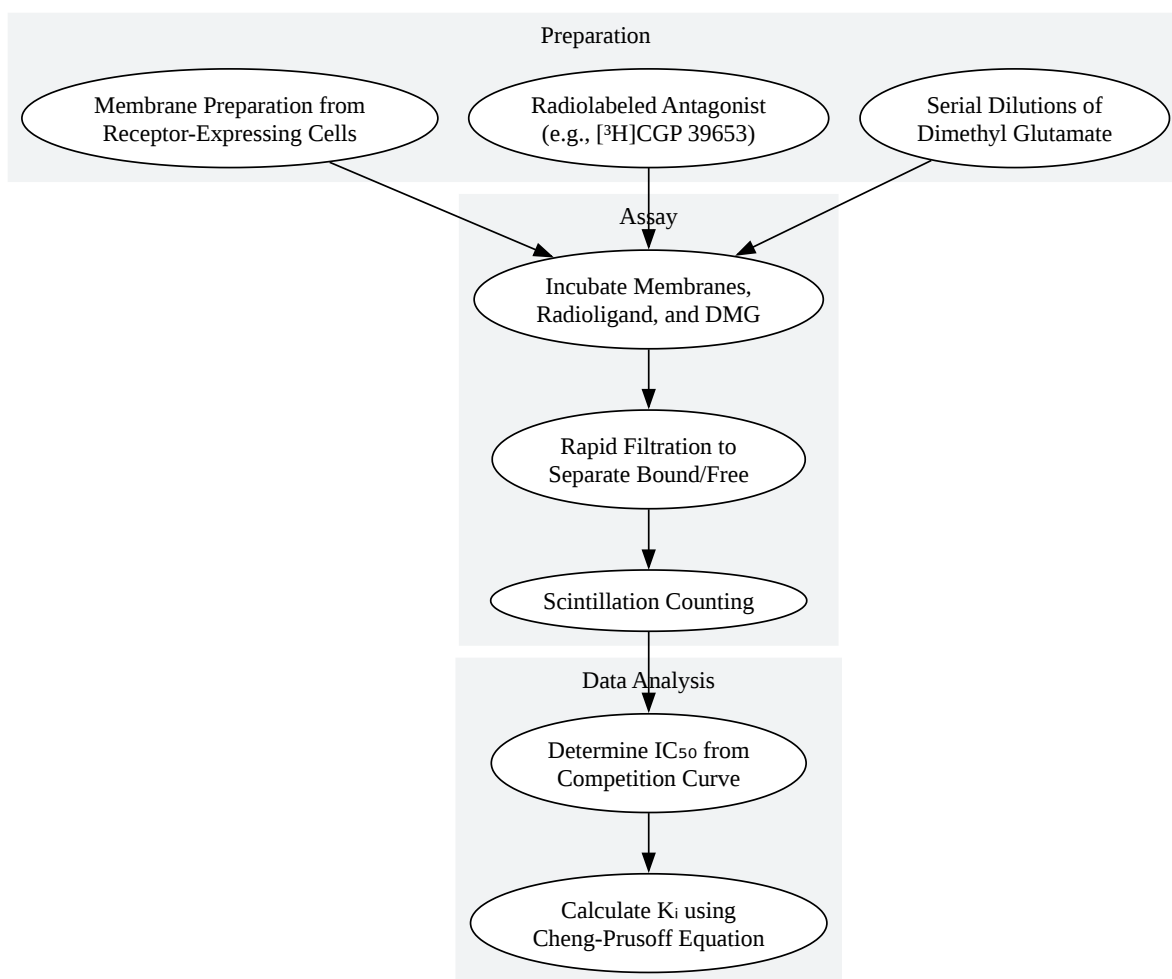 Preparation
Membrane Preparation from
Receptor-Expressing Cells
Radiolabeled Antagonist
(e.g., [³H]CGP 39653)
Serial Dilutions of
Dimethyl Glutamate
Assay
Incubate Membranes,
Radioligand, and DMG
Rapid Filtration to
Separate Bound/Free
Scintillation Counting
Data Analysis
Determine IC₅₀ from
Competition Curve
Calculate Kᵢ using
Cheng-Prusoff Equation